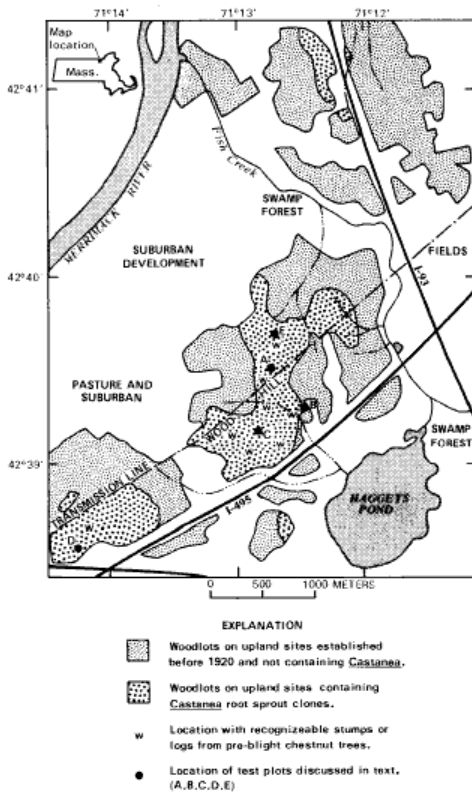 71°14' 71°13' 71°12'
Map
location
Mass.
42°41'
Fish Creek
MERRIMACK RIVER
SWAMP
FOREST
SUBURBAN
DEVELOPMENT
FIELDS
42°40'
I-93
E
A
B
PASTURE AND
SUBURBAN
C
SWAMP
FOREST
42°39'
TRANSMISSION LINE
I-495
HAGGETS
POND
D
w
0 500 1000 METERS
EXPLANATION
Woodlots on upland sites established
before 1920 and not containing Castanea.
Woodlots on upland sites containing
Castanea root sprout clones.
w Location with recognizeable stumps or
logs from pre-blight chestnut trees.
Location of test plots discussed in text.
(A,B,C,D,E)